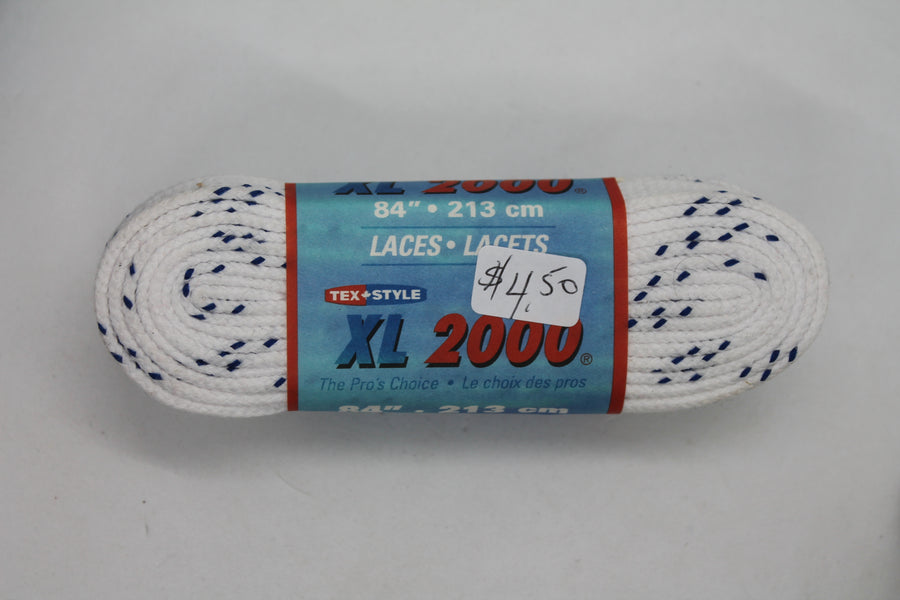 XL 2000®
84" • 213 cm
LACES • LACETS
$4,50
TEX STYLE
XL 2000®
The Pro's Choice • Le choix des pros
84" • 213 cm